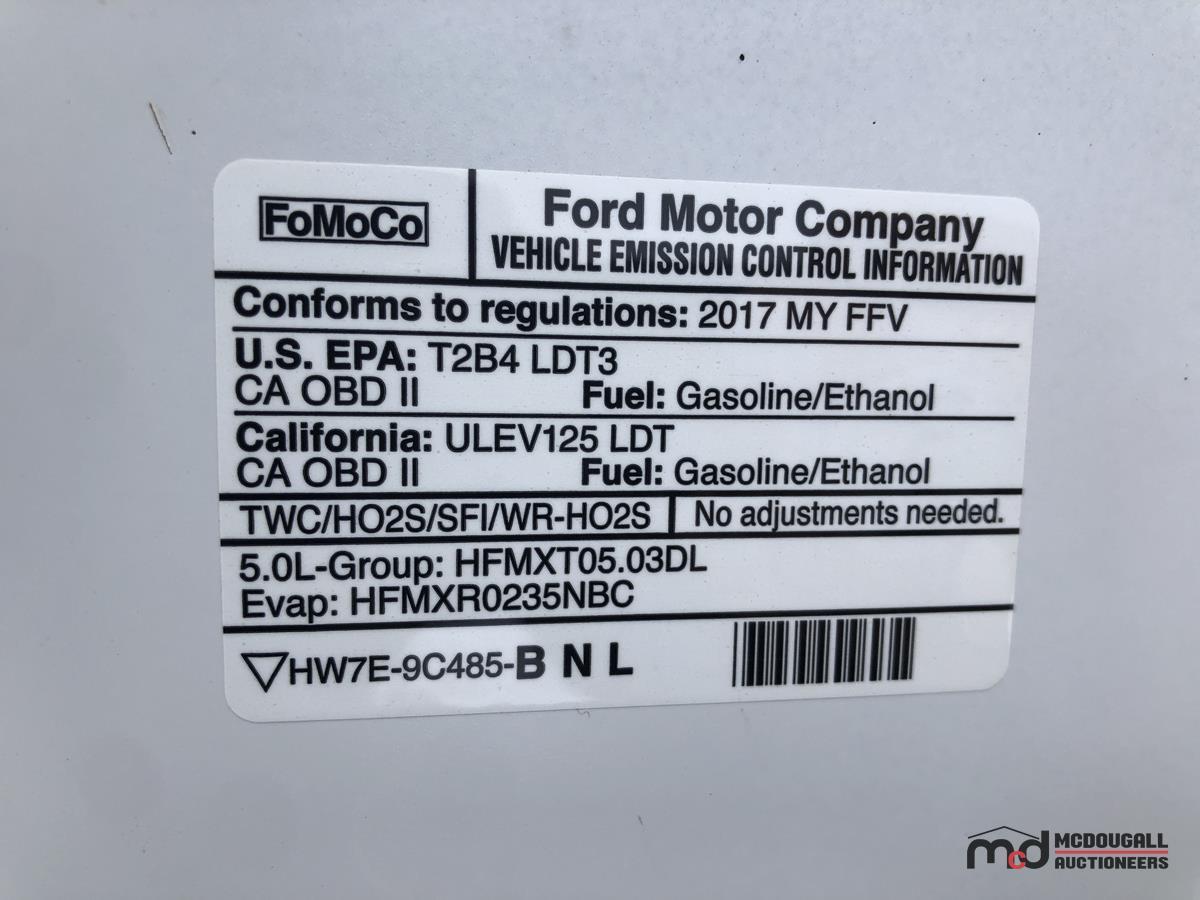 FoMoCo
Ford Motor Company
VEHICLE EMISSION CONTROL INFORMATION
Conforms to regulations: 2017 MY FFV
U.S. EPA: T2B4 LDT3
CA OBD II Fuel: Gasoline/Ethanol
California: ULEV125 LDT
CA OBD II Fuel: Gasoline/Ethanol
TWC/HO2S/SFI/WR-HO2S No adjustments needed.
5.0L-Group: HFMXT05.03DL
Evap: HFMXR0235NBC
HW7E-9C485-B N L
mcd MCDOUGALL
AUCTIONEERS